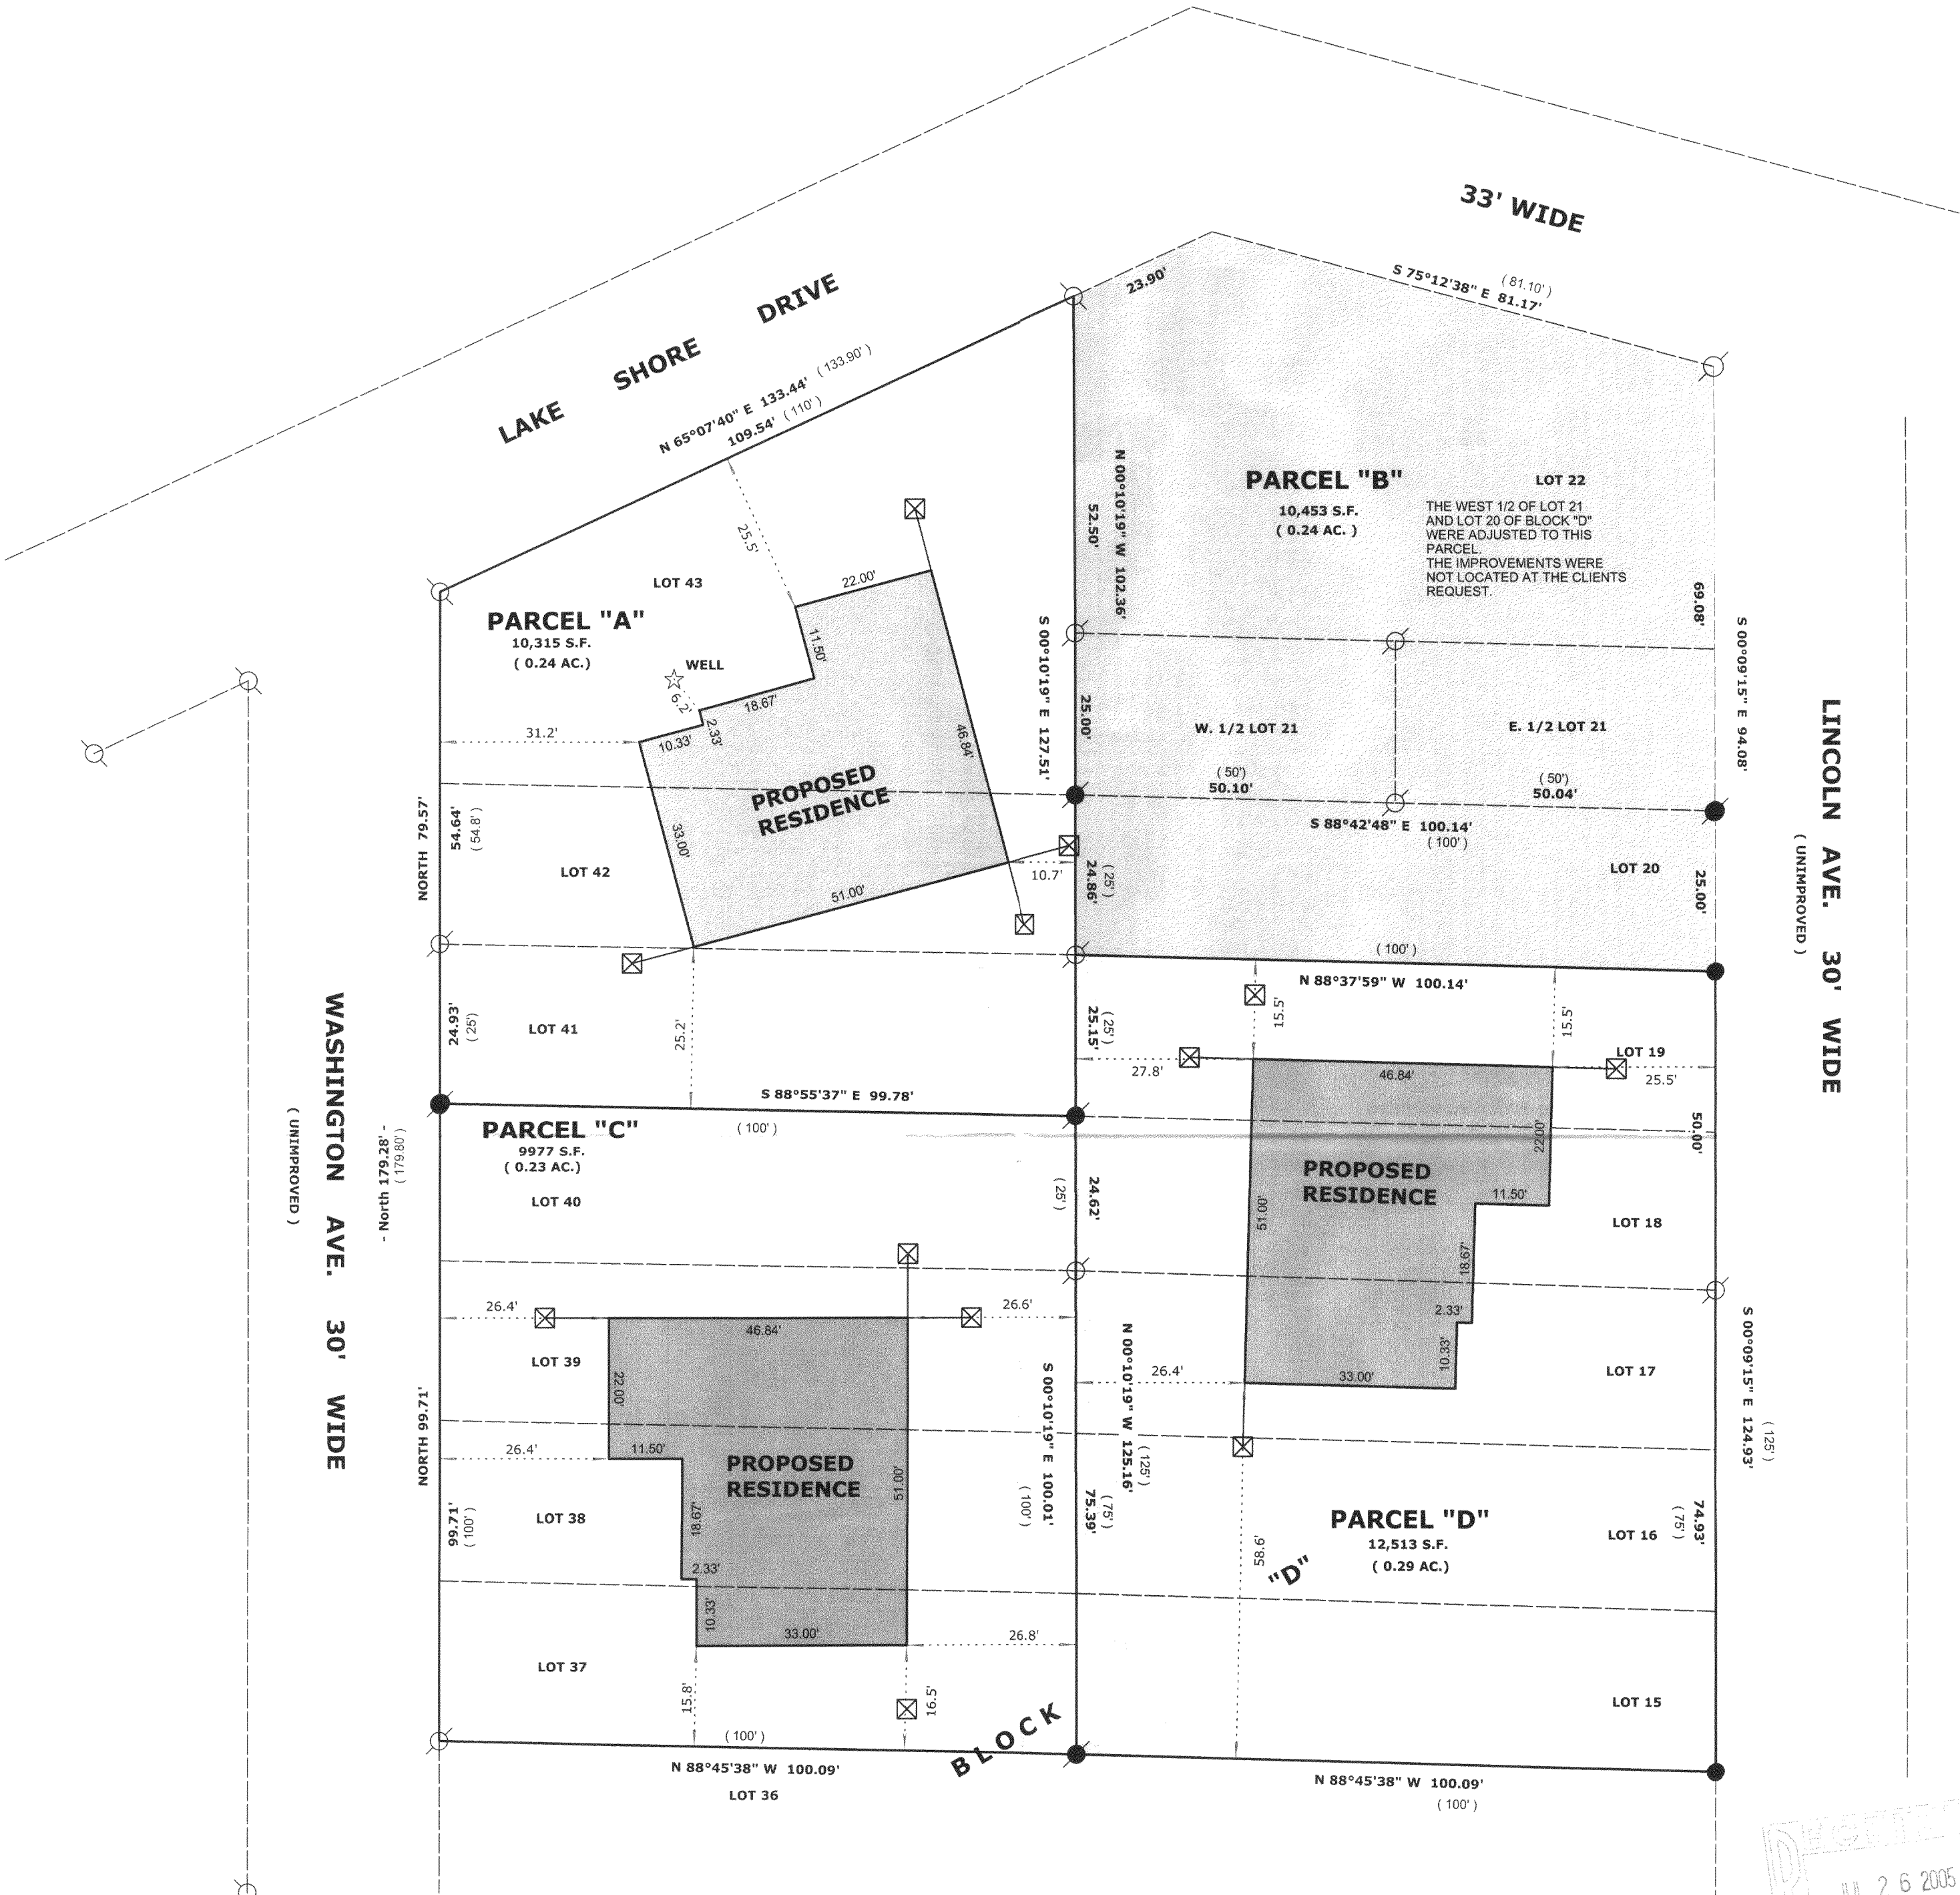 33' WIDE
LAKE SHORE DRIVE
23.90'
( 81.10' )
S 75°12'38" E 81.17'
N 65°07'40" E 133.44' ( 133.90' )
109.54' ( 110' )
25.5'
LOT 43
PARCEL "A"
10,315 S.F.
( 0.24 AC. )
WELL
6.2'
22.00'
11.50'
18.67'
2.33'
10.33'
46.84'
31.2'
PROPOSED
RESIDENCE
33.00'
51.00'
10.7'
NORTH 79.57'
54.64'
( 54.8' )
LOT 42
S 00°10'19" E 127.51'
N 00°10'19" W 102.36'
52.50'
25.00'
24.86'
( 25' )
PARCEL "B"
10,453 S.F.
( 0.24 AC. )
LOT 22
THE WEST 1/2 OF LOT 21
AND LOT 20 OF BLOCK "D"
WERE ADJUSTED TO THIS
PARCEL.
THE IMPROVEMENTS WERE
NOT LOCATED AT THE CLIENTS
REQUEST.
69.08'
S 00°09'15" E 94.08'
W. 1/2 LOT 21
E. 1/2 LOT 21
( 50')
50.10'
( 50')
50.04'
S 88°42'48" E 100.14'
( 100' )
LOT 20
25.00'
( 100' )
N 88°37'59" W 100.14'
LINCOLN AVE. 30' WIDE
( UNIMPROVED )
WASHINGTON AVE. 30' WIDE
( UNIMPROVED )
- North 179.28' -
( 179.80' )
24.93'
( 25')
LOT 41
25.2'
S 88°55'37" E 99.78'
( 100' )
25.15'
( 25')
15.5'
15.5'
27.8'
LOT 19
25.5'
46.84'
22.00'
50.00'
PROPOSED
RESIDENCE
51.00'
11.50'
18.67'
2.33'
10.33'
33.00'
26.4'
LOT 18
LOT 17
PARCEL "C"
9977 S.F.
( 0.23 AC.)
LOT 40
( 25')
24.62'
26.4'
26.6'
46.84'
LOT 39
22.00'
26.4'
11.50'
PROPOSED
RESIDENCE
51.00'
18.67'
2.33'
10.33'
33.00'
26.8'
NORTH 99.71'
99.71'
( 100' )
LOT 38
LOT 37
15.8'
16.5'
S 00°10'19" E 100.01'
( 100' )
N 00°10'19" W 125.16'
( 125' )
75.39'
( 75' )
58.6'
PARCEL "D"
12,513 S.F.
( 0.29 AC.)
LOT 16
74.93'
( 75' )
S 00°09'15" E 124.93'
( 125' )
LOT 15
BLOCK "D"
( 100' )
N 88°45'38" W 100.09'
LOT 36
N 88°45'38" W 100.09'
( 100' )
2 6 2005